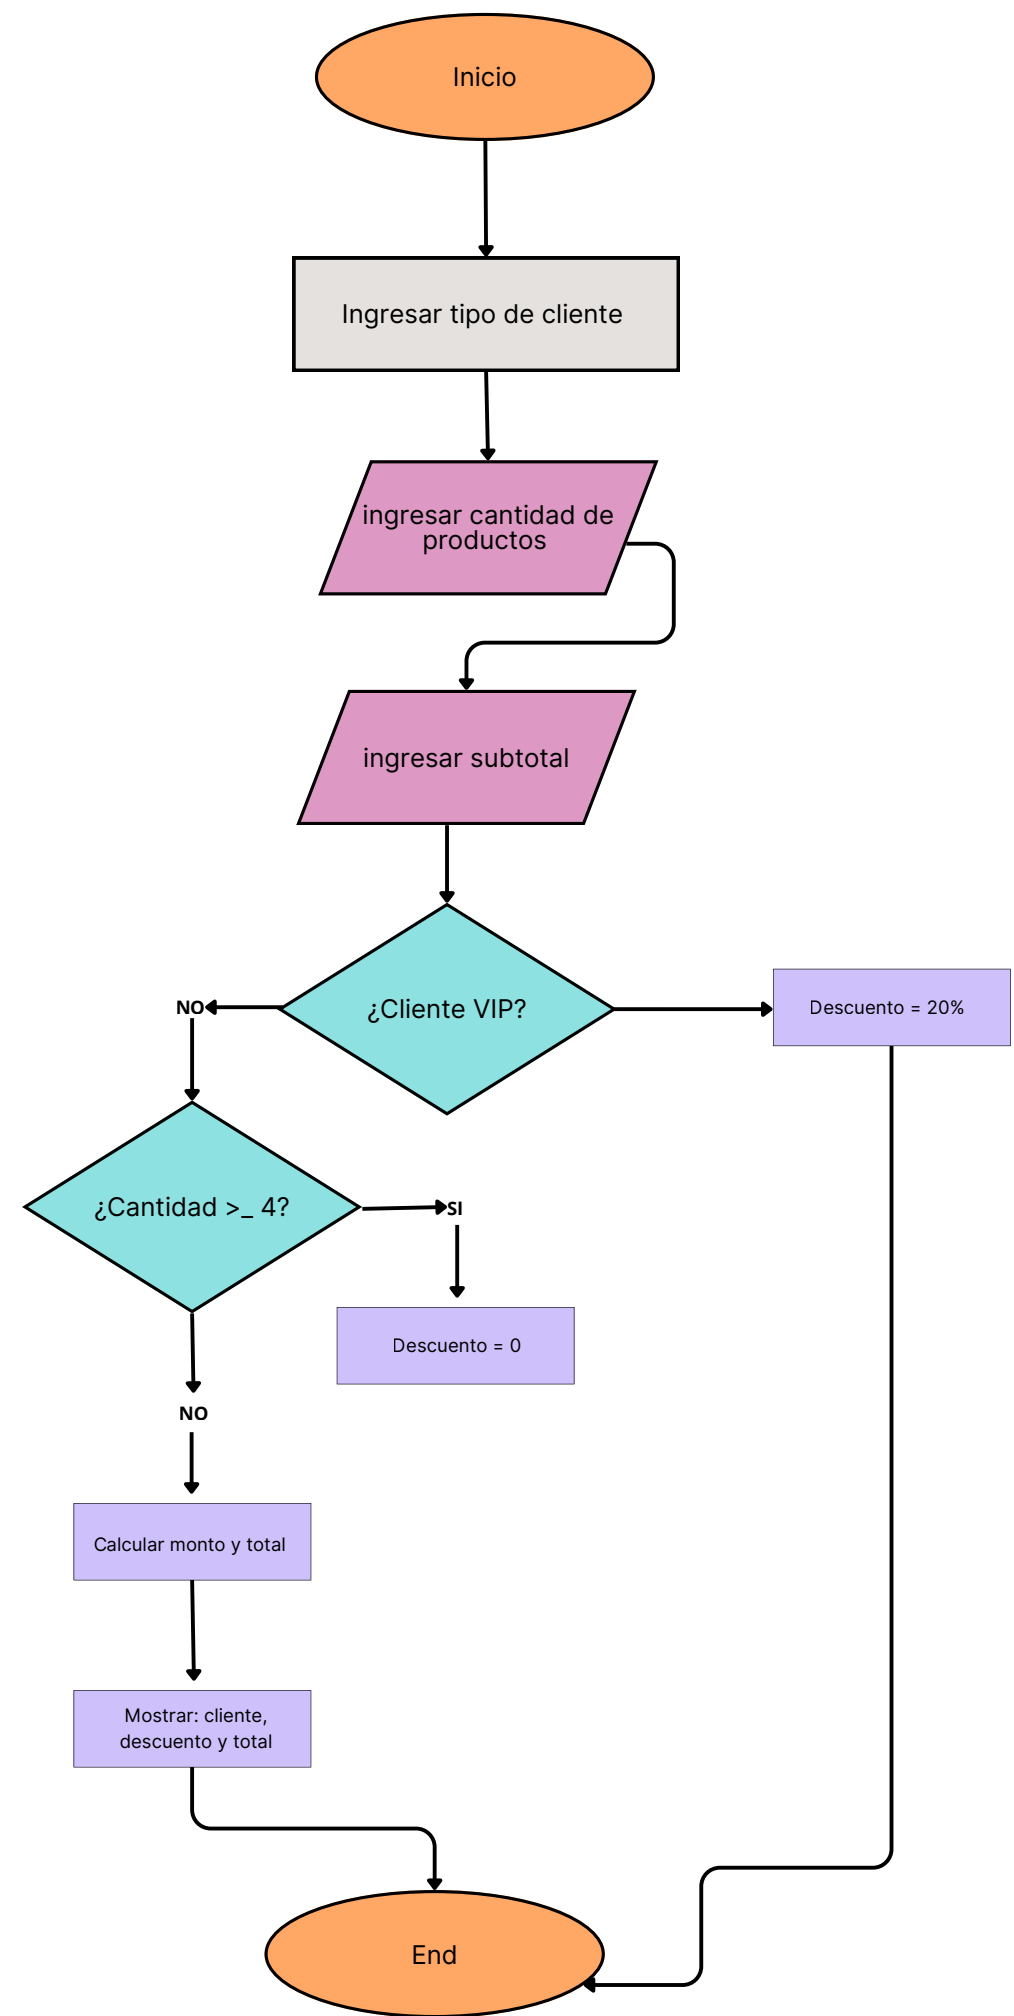 Inicio
Ingresar tipo de cliente
ingresar cantidad de
productos
ingresar subtotal
¿Cliente VIP?
NO
Descuento = 20%
¿Cantidad >_ 4?
SI
Descuento = 0
NO
Calcular monto y total
Mostrar: cliente,
descuento y total
End